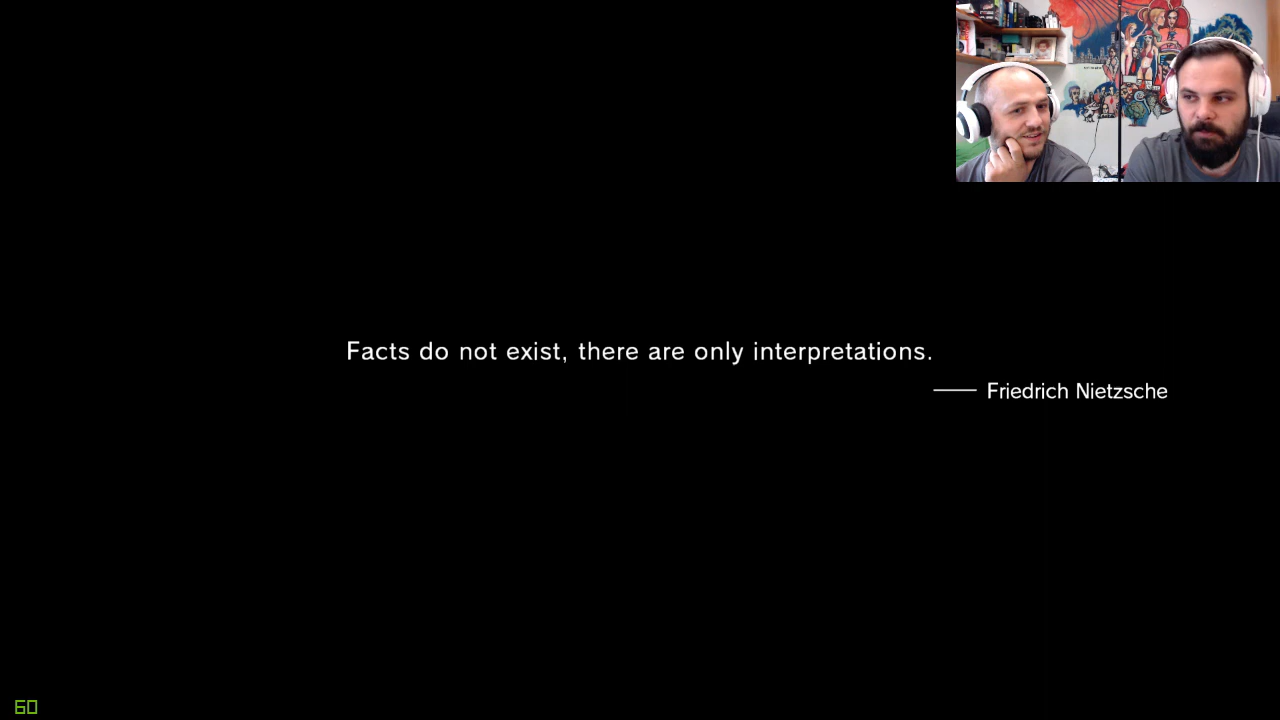 Facts do not exist, there are only interpretations.
—— Friedrich Nietzsche
60